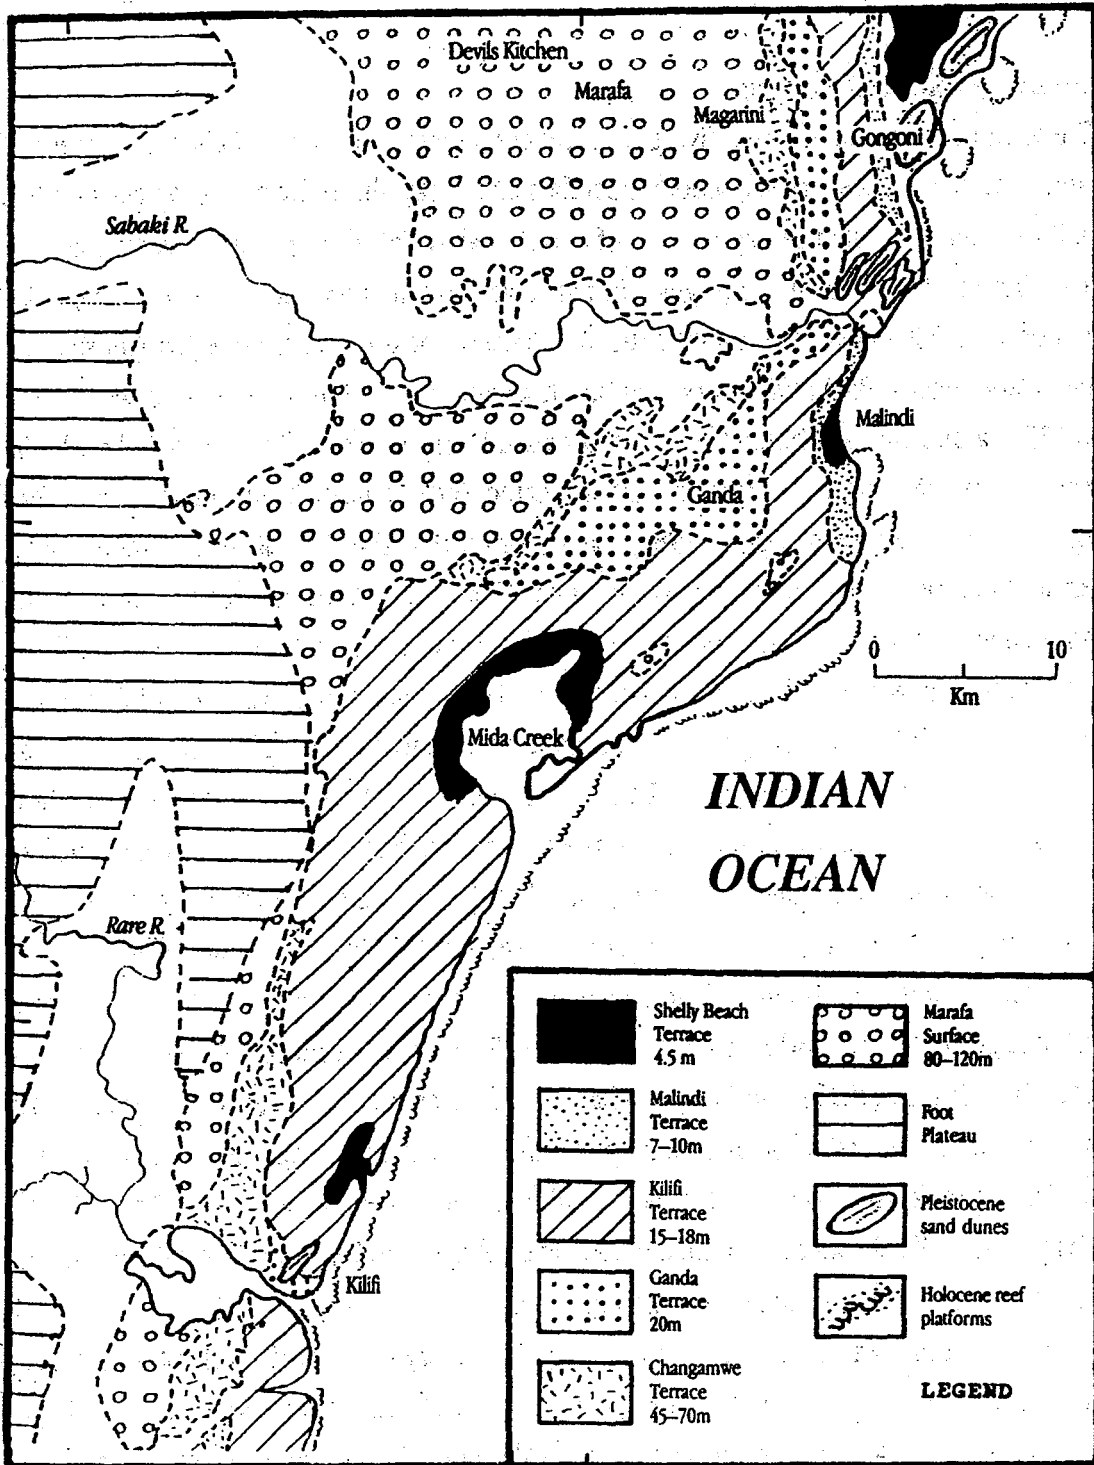 Devils Kitchen
Marafa
Magarini
Gongoni
Sabaki R.
Malindi
Ganda
0 10
Km
Mida Creek
INDIAN
OCEAN
Rare R.
Kilifi
Shelly Beach
Terrace
4.5 m
Malindi
Terrace
7–10m
Kilifi
Terrace
15–18m
Ganda
Terrace
20m
Changamwe
Terrace
45–70m
Marafa
Surface
80–120m
Foot
Plateau
Pleistocene
sand dunes
Holocene reef
platforms
LEGEND